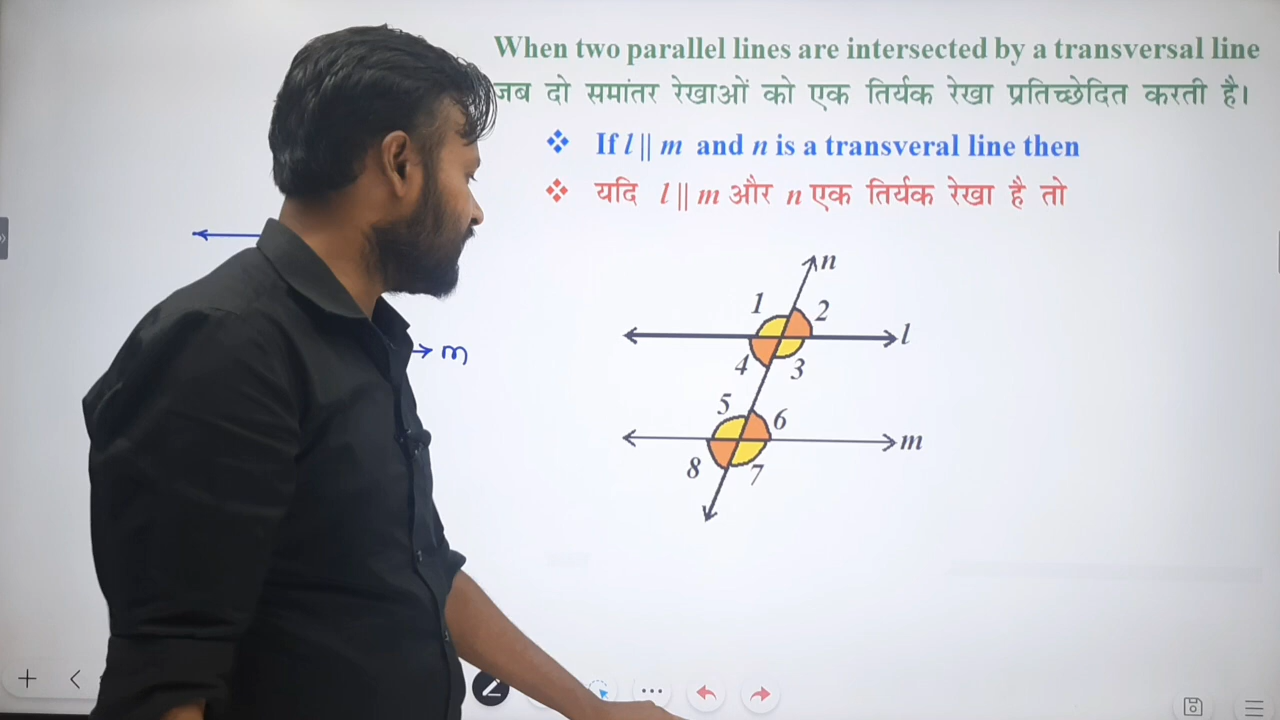 When two parallel lines are intersected by a transversal line
जब दो समांतर रेखाओं को एक तिर्यक रेखा प्रतिच्छेदित करती है।
❖ If l || m and n is a transveral line then
❖ यदि l || m और n एक तिर्यक रेखा है तो
n
1 2
l
4 3
m
5 6
m
8 7